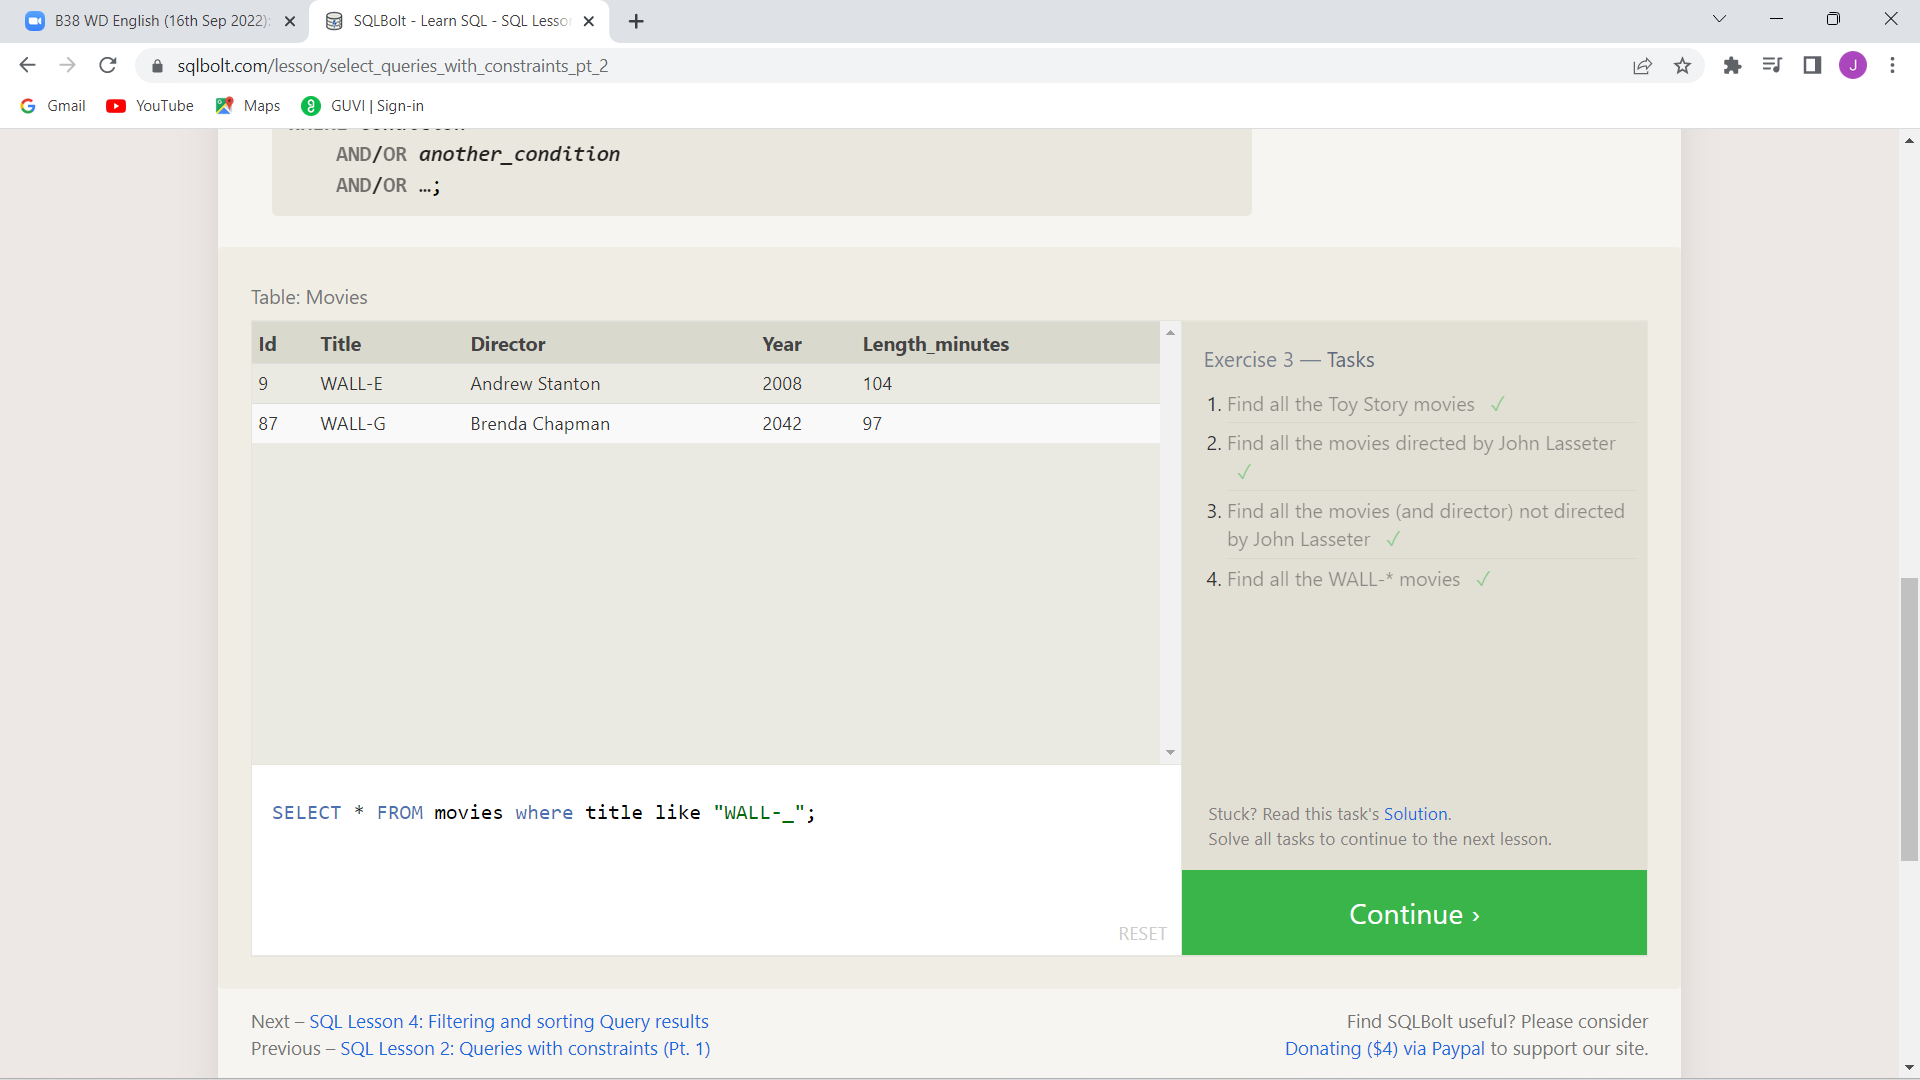 B38 WD English (16th Sep 2022):
SQLBolt - Learn SQL - SQL Lesso
sqlbolt.com/lesson/select_queries_with_constraints_pt_2
J
Gmail
YouTube
Maps
GUVI | Sign-in
AND/OR another_condition
AND/OR …;
Table: Movies
Id Title Director Year Length_minutes
9 WALL-E Andrew Stanton 2008 104
87 WALL-G Brenda Chapman 2042 97
SELECT * FROM movies where title like "WALL-_";
RESET
Exercise 3 — Tasks
1. Find all the Toy Story movies ✓
2. Find all the movies directed by John Lasseter
✓
3. Find all the movies (and director) not directed
by John Lasseter ✓
4. Find all the WALL-* movies ✓
Stuck? Read this task's Solution.
Solve all tasks to continue to the next lesson.
Continue ›
Next – SQL Lesson 4: Filtering and sorting Query results
Previous – SQL Lesson 2: Queries with constraints (Pt. 1)
Find SQLBolt useful? Please consider
Donating ($4) via Paypal to support our site.